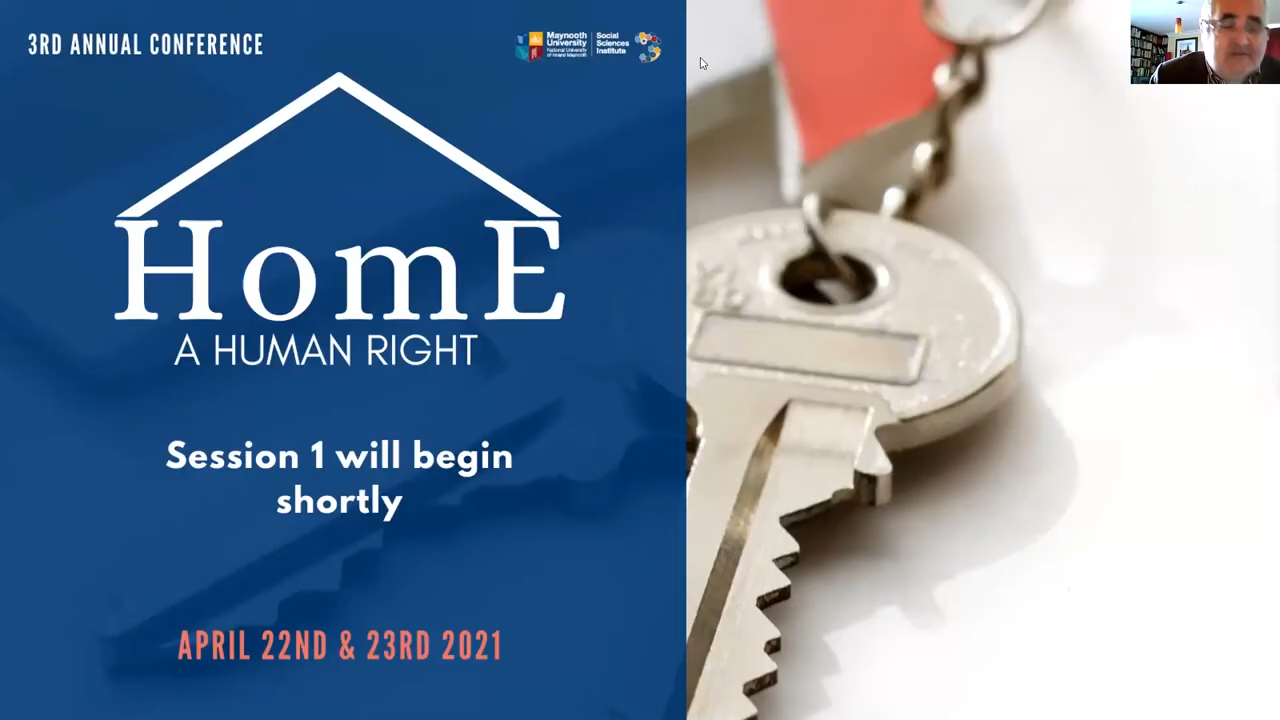 3RD ANNUAL CONFERENCE
Maynooth
University
National University
of Ireland Maynooth
Social
Sciences
Institute
HomE
A HUMAN RIGHT
Session 1 will begin
shortly
APRIL 22ND & 23RD 2021